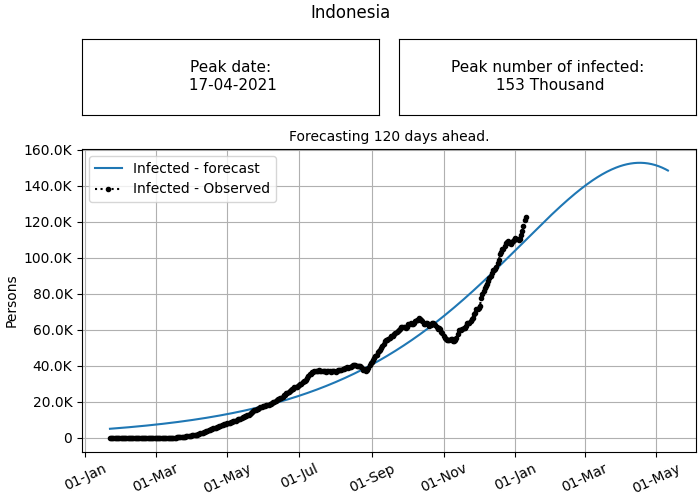 Indonesia
Peak date:
17-04-2021
Peak number of infected:
153 Thousand
Forecasting 120 days ahead.
Infected - forecast
Infected - Observed
Persons
160.0K
140.0K
120.0K
100.0K
80.0K
60.0K
40.0K
20.0K
0
01-Jan
01-Mar
01-May
01-Jul
01-Sep
01-Nov
01-Jan
01-Mar
01-May